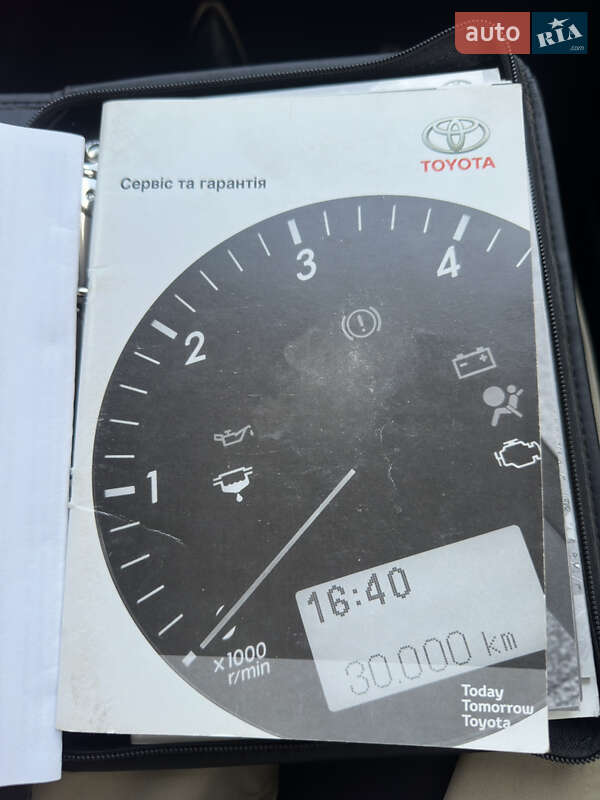 auto RIA
.com
TOYOTA
Сервіс та гарантія
3
4
2
1
16:40
30.000 km
x1000
r/min
Today
Tomorrow
Toyota